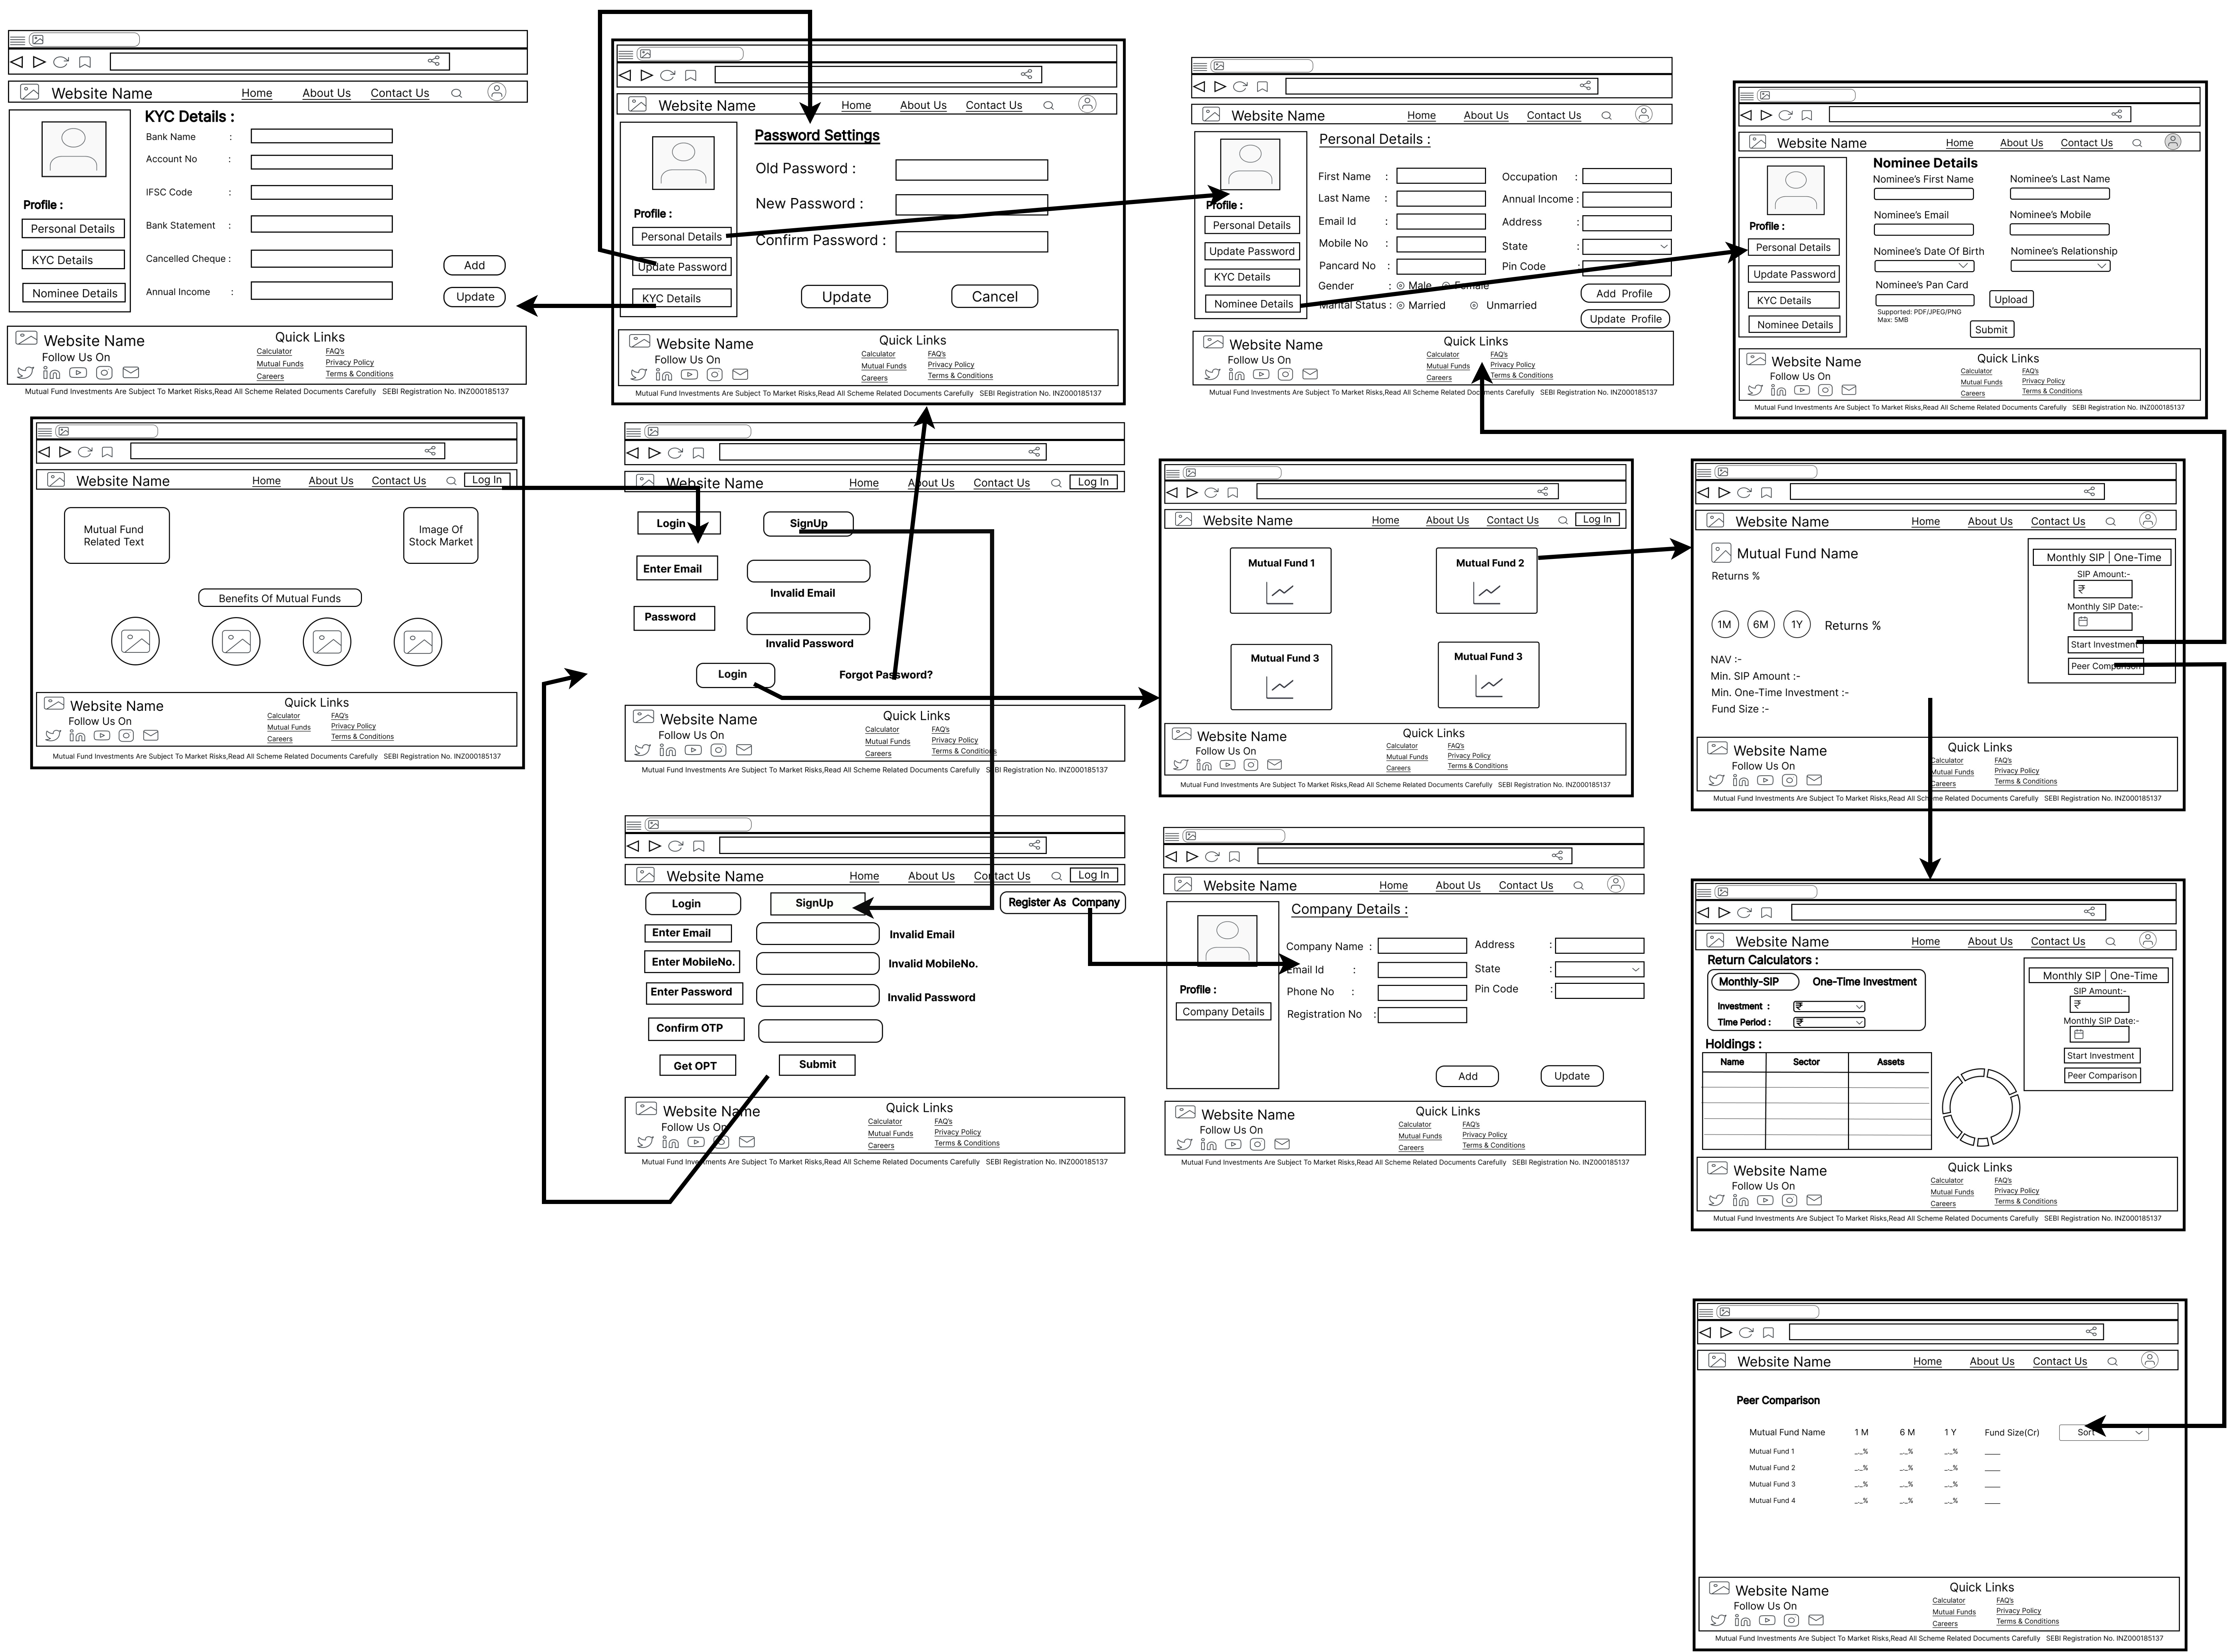 Website Name Home About Us Contact Us
KYC Details :
Bank Name :
Account No :
IFSC Code :
Profile :
Personal Details
Bank Statement :
KYC Details
Cancelled Cheque :
Add
Nominee Details
Annual Income :
Update
Website Name
Quick Links
Follow Us On
Calculator FAQ's
Mutual Funds Privacy Policy
Careers Terms & Conditions
Mutual Fund Investments Are Subject To Market Risks,Read All Scheme Related Documents Carefully SEBI Registration No. INZ000185137
Website Name Home About Us Contact Us
Password Settings
Old Password :
New Password :
Profile :
Personal Details
Confirm Password :
Update Password
KYC Details
Update Cancel
Website Name
Quick Links
Follow Us On
Calculator FAQ's
Mutual Funds Privacy Policy
Careers Terms & Conditions
Mutual Fund Investments Are Subject To Market Risks,Read All Scheme Related Documents Carefully SEBI Registration No. INZ000185137
Website Name Home About Us Contact Us
Personal Details :
First Name : Occupation :
Last Name : Annual Income :
Profile :
Email Id : Address :
Personal Details
Mobile No : State :
Update Password
Pancard No : Pin Code :
KYC Details
Gender : Male Female
Add Profile
Nominee Details
Marital Status : Married Unmarried
Update Profile
Website Name
Quick Links
Follow Us On
Calculator FAQ's
Mutual Funds Privacy Policy
Careers Terms & Conditions
Mutual Fund Investments Are Subject To Market Risks,Read All Scheme Related Documents Carefully SEBI Registration No. INZ000185137
Website Name Home About Us Contact Us
Nominee Details
Nominee's First Name Nominee's Last Name
Nominee's Email Nominee's Mobile
Profile :
Personal Details
Nominee's Date Of Birth Nominee's Relationship
Update Password
Nominee's Pan Card
KYC Details
Upload
Supported: PDF/JPEG/PNG
Max: 5MB
Nominee Details
Submit
Website Name
Quick Links
Follow Us On
Calculator FAQ's
Mutual Funds Privacy Policy
Careers Terms & Conditions
Mutual Fund Investments Are Subject To Market Risks,Read All Scheme Related Documents Carefully SEBI Registration No. INZ000185137
Website Name Home About Us Contact Us Log In
Mutual Fund
Related Text
Image Of
Stock Market
Benefits Of Mutual Funds
Website Name
Quick Links
Follow Us On
Calculator FAQ's
Mutual Funds Privacy Policy
Careers Terms & Conditions
Mutual Fund Investments Are Subject To Market Risks,Read All Scheme Related Documents Carefully SEBI Registration No. INZ000185137
Website Name Home About Us Contact Us Log In
Login SignUp
Enter Email
Invalid Email
Password
Invalid Password
Login Forgot Password?
Website Name
Quick Links
Follow Us On
Calculator FAQ's
Mutual Funds Privacy Policy
Careers Terms & Conditions
Mutual Fund Investments Are Subject To Market Risks,Read All Scheme Related Documents Carefully SEBI Registration No. INZ000185137
Website Name Home About Us Contact Us Log In
Mutual Fund 1 Mutual Fund 2
Mutual Fund 3 Mutual Fund 3
Website Name
Quick Links
Follow Us On
Calculator FAQ's
Mutual Funds Privacy Policy
Careers Terms & Conditions
Mutual Fund Investments Are Subject To Market Risks,Read All Scheme Related Documents Carefully SEBI Registration No. INZ000185137
Website Name Home About Us Contact Us
Mutual Fund Name
Returns %
1M 6M 1Y Returns %
NAV :-
Min. SIP Amount :-
Min. One-Time Investment :-
Fund Size :-
Monthly SIP | One-Time
SIP Amount:-
₹
Monthly SIP Date:-
Start Investment
Peer Comparison
Website Name
Quick Links
Follow Us On
Calculator FAQ's
Mutual Funds Privacy Policy
Careers Terms & Conditions
Mutual Fund Investments Are Subject To Market Risks,Read All Scheme Related Documents Carefully SEBI Registration No. INZ000185137
Website Name Home About Us Contact Us Log In
Login SignUp Register As Company
Enter Email Invalid Email
Enter MobileNo. Invalid MobileNo.
Enter Password Invalid Password
Confirm OTP
Get OPT Submit
Website Name
Quick Links
Follow Us On
Calculator FAQ's
Mutual Funds Privacy Policy
Careers Terms & Conditions
Mutual Fund Investments Are Subject To Market Risks,Read All Scheme Related Documents Carefully SEBI Registration No. INZ000185137
Website Name Home About Us Contact Us
Company Details :
Company Name : Address :
Email Id : State :
Profile :
Phone No : Pin Code :
Company Details
Registration No :
Add Update
Website Name
Quick Links
Follow Us On
Calculator FAQ's
Mutual Funds Privacy Policy
Careers Terms & Conditions
Mutual Fund Investments Are Subject To Market Risks,Read All Scheme Related Documents Carefully SEBI Registration No. INZ000185137
Website Name Home About Us Contact Us
Return Calculators :
Monthly-SIP One-Time Investment
Investment : ₹
Time Period : ₹
Holdings :
Name Sector Assets
Monthly SIP | One-Time
SIP Amount:-
₹
Monthly SIP Date:-
Start Investment
Peer Comparison
Website Name
Quick Links
Follow Us On
Calculator FAQ's
Mutual Funds Privacy Policy
Careers Terms & Conditions
Mutual Fund Investments Are Subject To Market Risks,Read All Scheme Related Documents Carefully SEBI Registration No. INZ000185137
Website Name Home About Us Contact Us
Peer Comparison
Mutual Fund Name 1 M 6 M 1 Y Fund Size(Cr) Sort
Mutual Fund 1 __% __% __% ____
Mutual Fund 2 __% __% __% ____
Mutual Fund 3 __% __% __% ____
Mutual Fund 4 __% __% __% ____
Website Name
Quick Links
Follow Us On
Calculator FAQ's
Mutual Funds Privacy Policy
Careers Terms & Conditions
Mutual Fund Investments Are Subject To Market Risks,Read All Scheme Related Documents Carefully SEBI Registration No. INZ000185137